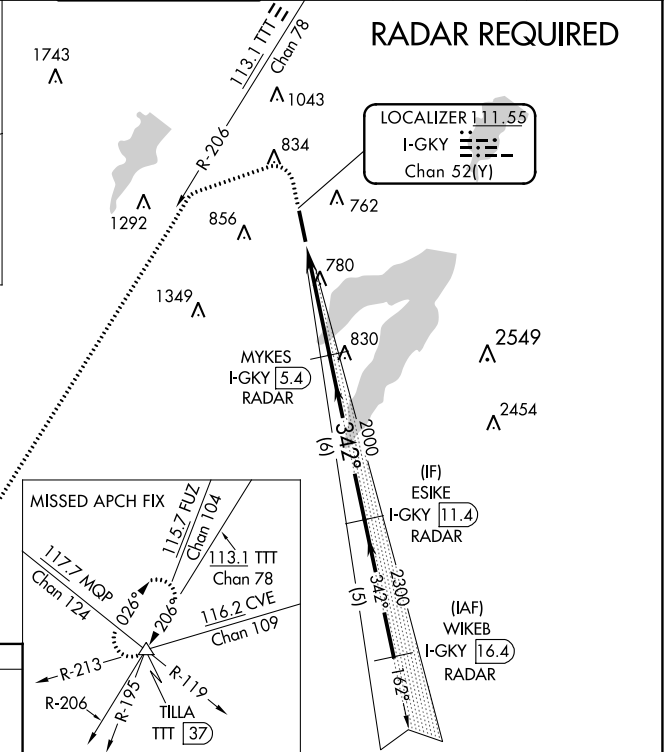 RADAR REQUIRED
1743
113.1 TTT
Chan 78
1043
R-206
834
LOCALIZER 111.55
I-GKY
Chan 52(Y)
1292
856
762
780
1349
830
2549
MYKES
I-GKY 5.4
RADAR
2454
(6)
342°
2000
(IF)
ESIKE
I-GKY 11.4
RADAR
(5)
342°
2300
(IAF)
WIKEB
I-GKY 16.4
RADAR
162°
MISSED APCH FIX
115.7 FUZ
Chan 104
113.1 TTT
Chan 78
117.7 MQP
Chan 124
026°
206°
116.2 CVE
Chan 109
R-213
R-119
R-206
R-195
TILLA
TTT 37